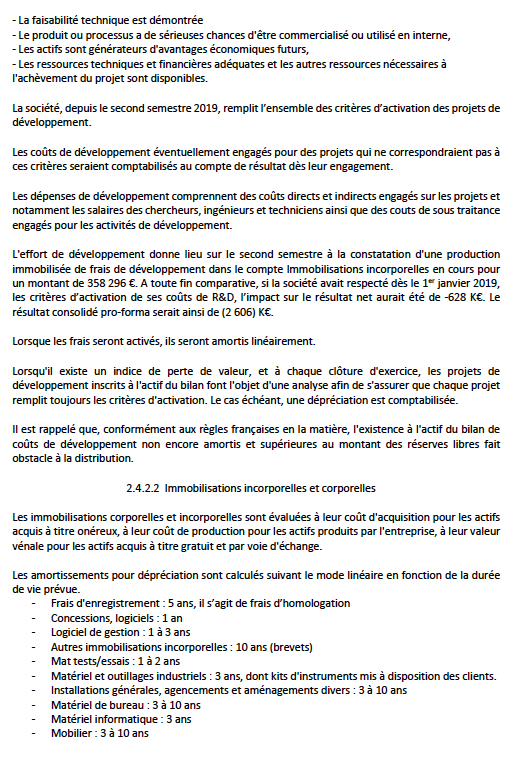 - La faisabilité technique est démontrée
- Le produit ou processus a de sérieuses chances d'être commercialisé ou utilisé en interne,
- Les actifs sont générateurs d'avantages économiques futurs,
- Les ressources techniques et financières adéquates et les autres ressources nécessaires à
l'achèvement du projet sont disponibles.
La société, depuis le second semestre 2019, remplit l'ensemble des critères d'activation des projets de
développement.
Les coûts de développement éventuellement engagés pour des projets qui ne correspondraient pas à
ces critères seraient comptabilisés au compte de résultat dès leur engagement.
Les dépenses de développement comprennent des coûts directs et indirects engagés sur les projets et
notamment les salaires des chercheurs, ingénieurs et techniciens ainsi que des couts de sous traitance
engagés pour les activités de développement.
L'effort de développement donne lieu sur le second semestre à la constatation d'une production
immobilisée de frais de développement dans le compte Immobilisations incorporelles en cours pour
un montant de 358 296 €. A toute fin comparative, si la société avait respecté dès le 1er janvier 2019,
les critères d'activation de ses coûts de R&D, l'impact sur le résultat net aurait été de -628 K€. Le
résultat consolidé pro-forma serait ainsi de (2 606) K€.
Lorsque les frais seront activés, ils seront amortis linéairement.
Lorsqu'il existe un indice de perte de valeur, et à chaque clôture d'exercice, les projets de
développement inscrits à l'actif du bilan font l'objet d'une analyse afin de s'assurer que chaque projet
remplit toujours les critères d'activation. Le cas échéant, une dépréciation est comptabilisée.
Il est rappelé que, conformément aux règles françaises en la matière, l'existence à l'actif du bilan de
coûts de développement non encore amortis et supérieures au montant des réserves libres fait
obstacle à la distribution.
2.4.2.2 Immobilisations incorporelles et corporelles
Les immobilisations corporelles et incorporelles sont évaluées à leur coût d'acquisition pour les actifs
acquis à titre onéreux, à leur coût de production pour les actifs produits par l'entreprise, à leur valeur
vénale pour les actifs acquis à titre gratuit et par voie d'échange.
Les amortissements pour dépréciation sont calculés suivant le mode linéaire en fonction de la durée
de vie prévue.
- Frais d'enregistrement : 5 ans, il s'agit de frais d'homologation
- Concessions, logiciels : 1 an
- Logiciel de gestion : 1 à 3 ans
- Autres immobilisations incorporelles : 10 ans (brevets)
- Mat tests/essais : 1 à 2 ans
- Matériel et outillages industriels : 3 ans, dont kits d'instruments mis à disposition des clients.
- Installations générales, agencements et aménagements divers : 3 à 10 ans
- Matériel de bureau : 3 à 10 ans
- Matériel informatique : 3 ans
- Mobilier : 3 à 10 ans